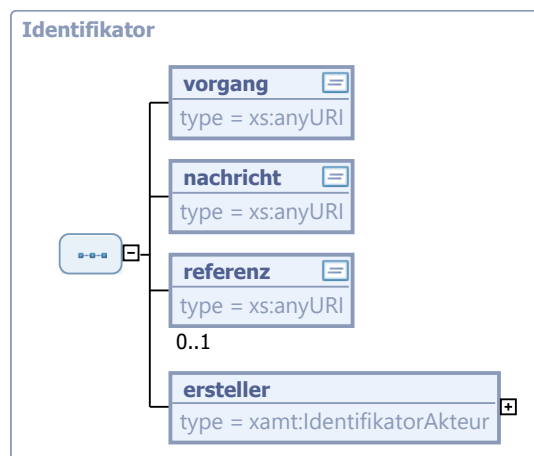 Identifikator
vorgang
type = xs:anyURI
nachricht
type = xs:anyURI
referenz
type = xs:anyURI
0..1
ersteller
type = xamt:IdentifikatorAkteur